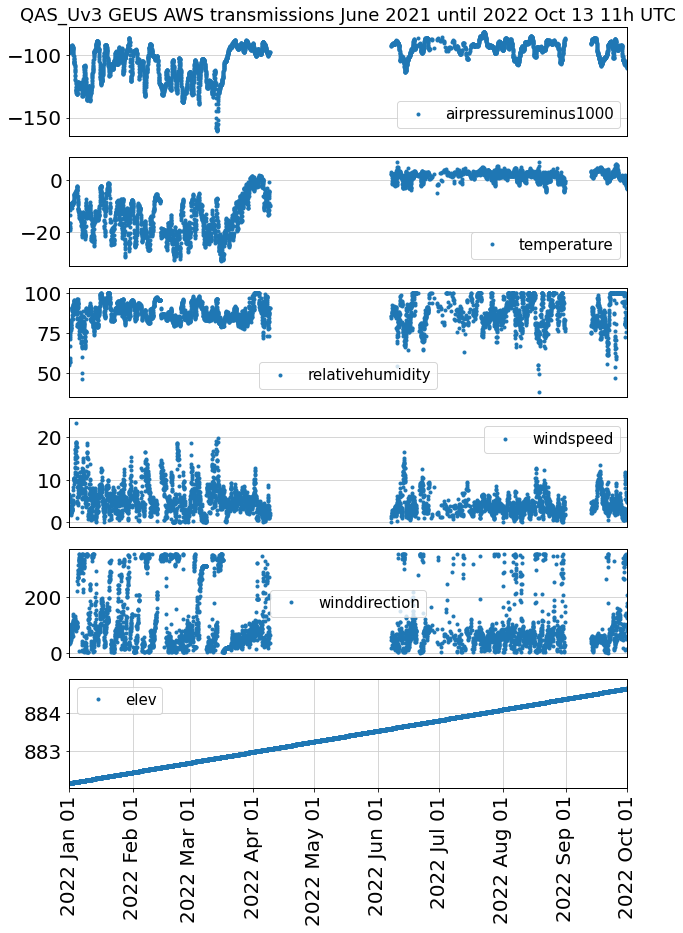 QAS_Uv3 GEUS AWS transmissions June 2021 until 2022 Oct 13 11h UTC
−100
−150
airpressureminus1000
0
−20
temperature
100
75
50
relativehumidity
20
10
0
windspeed
200
0
winddirection
884
883
elev
2022 Jan 01
2022 Feb 01
2022 Mar 01
2022 Apr 01
2022 May 01
2022 Jun 01
2022 Jul 01
2022 Aug 01
2022 Sep 01
2022 Oct 01